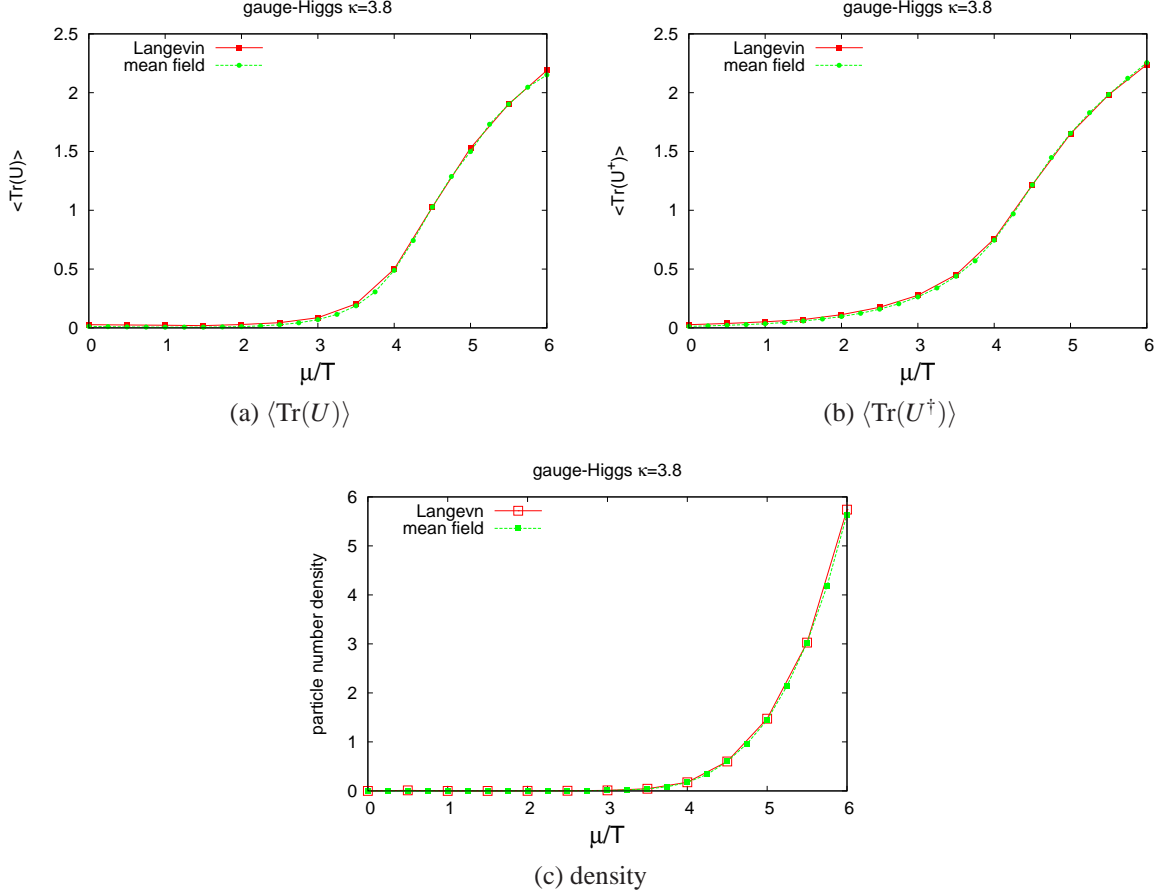 gauge-Higgs κ=3.8
Langevin
mean field
<Tr(U)>
2.5
2
1.5
1
0.5
0
0 1 2 3 4 5 6
μ/T
(a) ⟨Tr(U)⟩
gauge-Higgs κ=3.8
Langevin
mean field
<Tr(U⁺)>
2.5
2
1.5
1
0.5
0
0 1 2 3 4 5 6
μ/T
(b) ⟨Tr(U†)⟩
gauge-Higgs κ=3.8
Langevn
mean field
particle number density
6
5
4
3
2
1
0
0 1 2 3 4 5 6
μ/T
(c) density